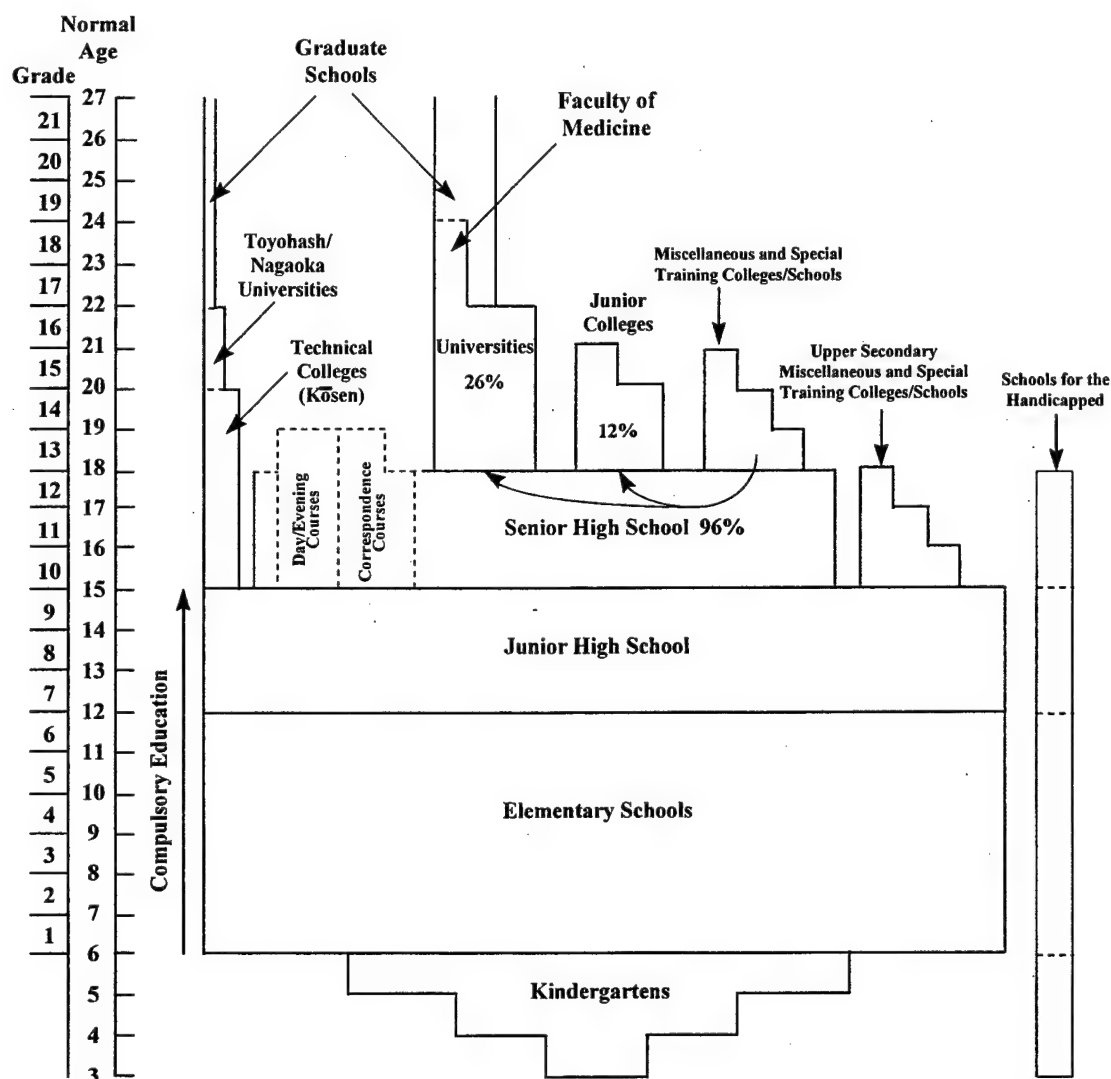 Normal
Age
Grade
27
21
26
20
25
19
24
18
23
17
22
16
21
15
20
14
19
13
18
12
17
11
16
10
15
9
14
8
13
7
12
6
11
5
10
4
9
3
8
2
7
1
6
5
4
3
Compulsory Education
Graduate
Schools
Faculty of
Medicine
Toyohash/
Nagaoka
Universities
Technical
Colleges
(Kōsen)
Universities
26%
Junior
Colleges
12%
Miscellaneous and Special
Training Colleges/Schools
Upper Secondary
Miscellaneous and Special
Training Colleges/Schools
Schools for the
Handicapped
Day/Evening
Courses
Correspondence
Courses
Senior High School 96%
Junior High School
Elementary Schools
Kindergartens